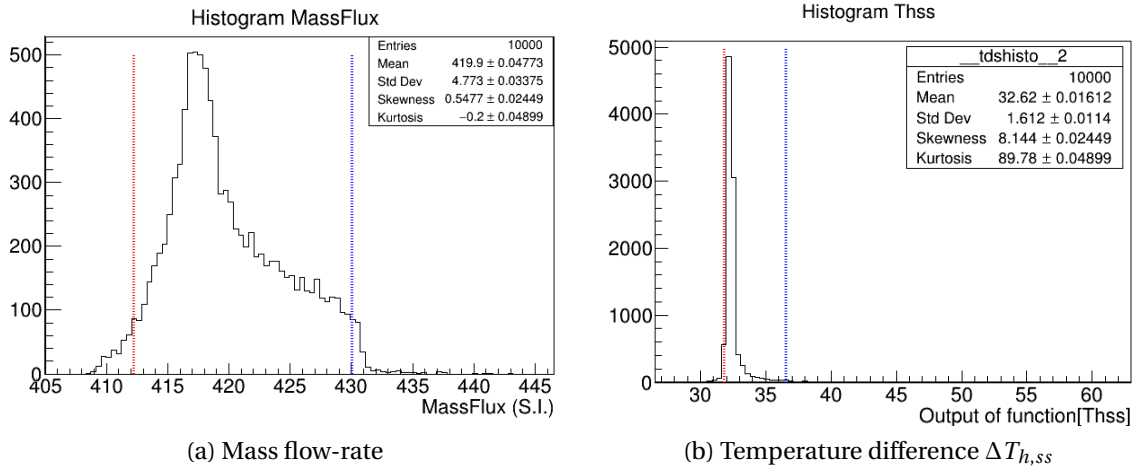 Histogram MassFlux
Entries 10000
Mean 419.9 ± 0.04773
Std Dev 4.773 ± 0.03375
Skewness 0.5477 ± 0.02449
Kurtosis −0.2 ± 0.04899
500
400
300
200
100
0
405 410 415 420 425 430 435 440 445
MassFlux (S.I.)
(a) Mass flow-rate
Histogram Thss
__tdshisto__2
Entries 10000
Mean 32.62 ± 0.01612
Std Dev 1.612 ± 0.0114
Skewness 8.144 ± 0.02449
Kurtosis 89.78 ± 0.04899
5000
4000
3000
2000
1000
0
30 35 40 45 50 55 60
Output of function[Thss]
(b) Temperature difference ΔTh,ss